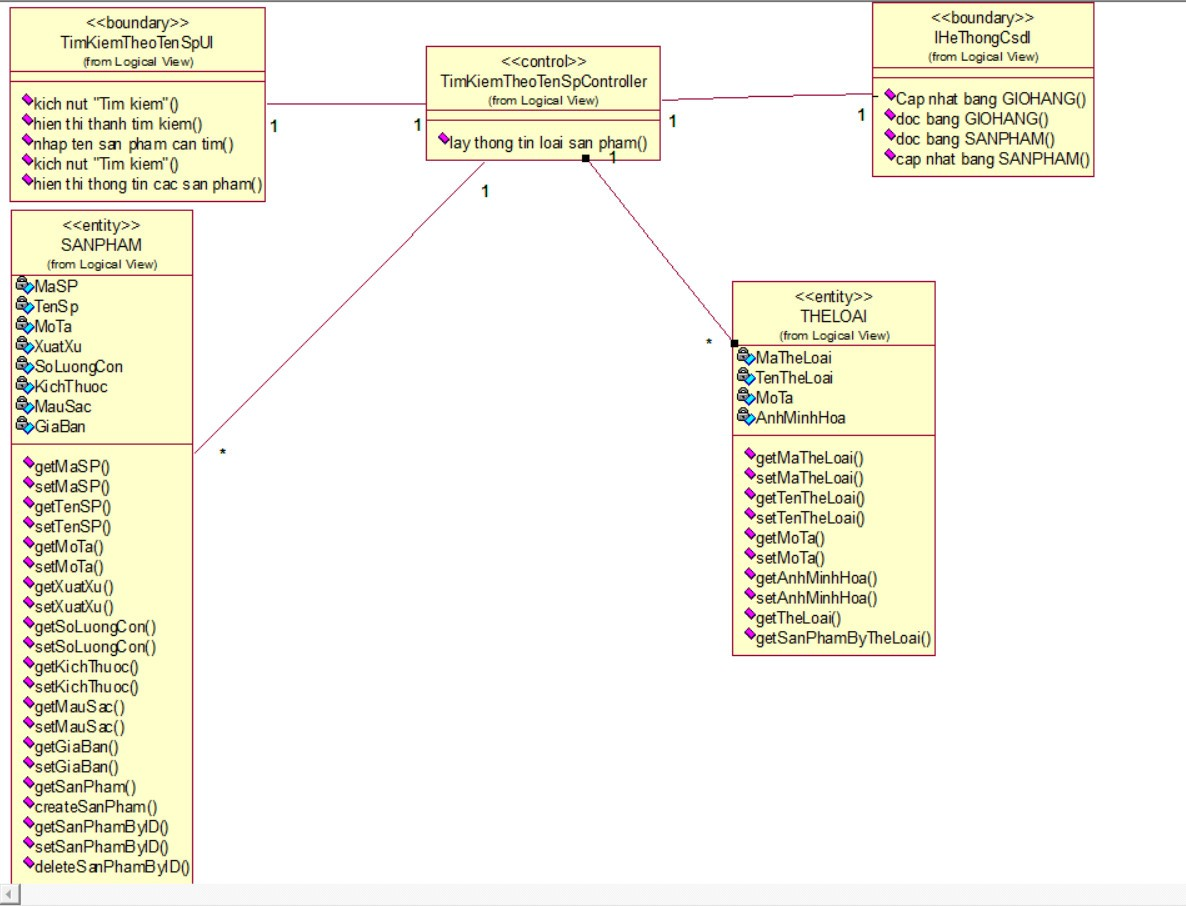 <<boundary>>
TimKiemTheoTenSpUI
(from Logical View)
kich nut "Tim kiem"()
hien thi thanh tim kiem()
nhap ten san pham can tim()
kich nut "Tim kiem"()
hien thi thong tin cac san pham()
1
1
<<control>>
TimKiemTheoTenSpController
(from Logical View)
lay thong tin loai san pham()
1
1
1
1
<<boundary>>
IHeThongCsdl
(from Logical View)
Cap nhat bang GIOHANG()
doc bang GIOHANG()
doc bang SANPHAM()
cap nhat bang SANPHAM()
<<entity>>
SANPHAM
(from Logical View)
MaSP
TenSp
MoTa
XuatXu
SoLuongCon
KichThuoc
MauSac
GiaBan
*
getMaSP()
setMaSP()
getTenSP()
setTenSP()
getMoTa()
setMoTa()
getXuatXu()
setXuatXu()
getSoLuongCon()
setSoLuongCon()
getKichThuoc()
setKichThuoc()
getMauSac()
setMauSac()
getGiaBan()
setGiaBan()
getSanPham()
createSanPham()
getSanPhamByID()
setSanPhamByID()
deleteSanPhamByID()
*
<<entity>>
THELOAI
(from Logical View)
MaTheLoai
TenTheLoai
MoTa
AnhMinhHoa
getMaTheLoai()
setMaTheLoai()
getTenTheLoai()
setTenTheLoai()
getMoTa()
setMoTa()
getAnhMinhHoa()
setAnhMinhHoa()
getTheLoai()
getSanPhamByTheLoai()